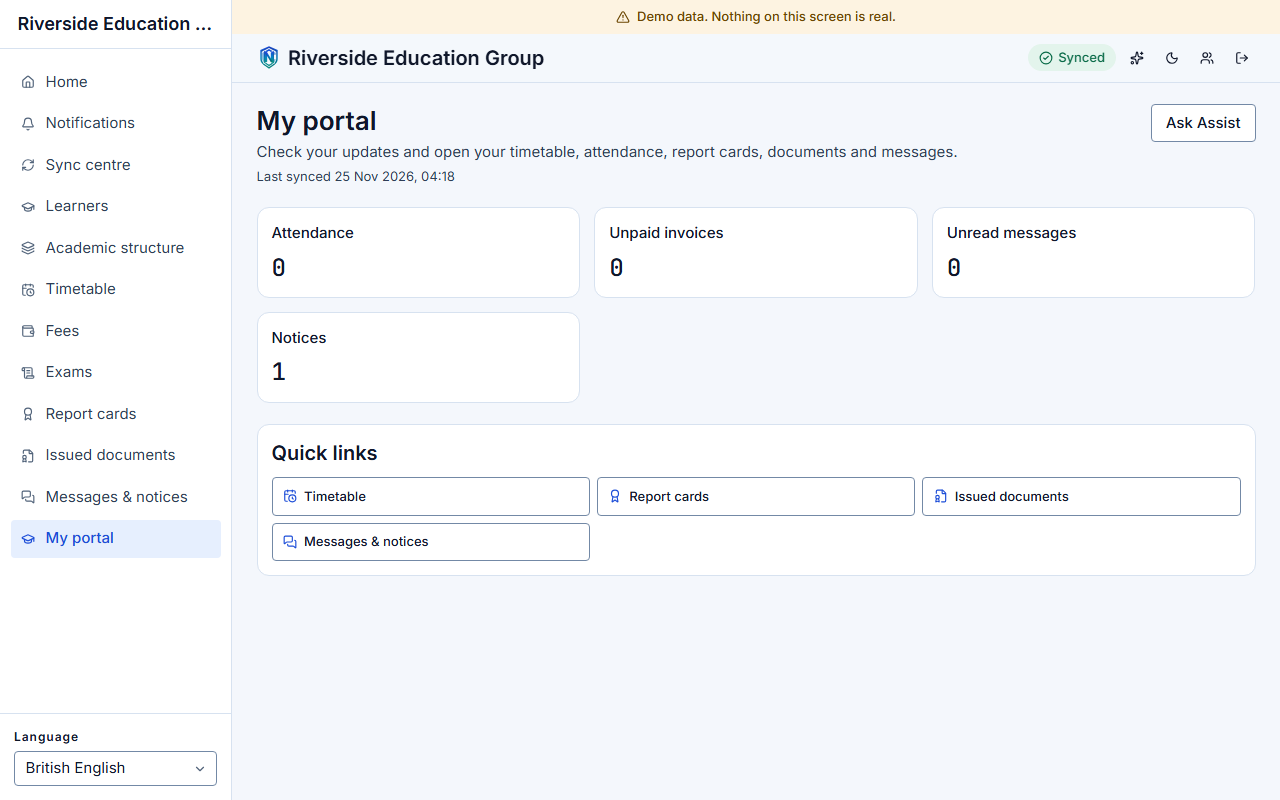 Riverside Education ...
Demo data. Nothing on this screen is real.
Riverside Education Group
Synced
Home
Notifications
Sync centre
Learners
Academic structure
Timetable
Fees
Exams
Report cards
Issued documents
Messages & notices
My portal
Language
British English
My portal
Ask Assist
Check your updates and open your timetable, attendance, report cards, documents and messages.
Last synced 25 Nov 2026, 04:18
Attendance
0
Unpaid invoices
0
Unread messages
0
Notices
1
Quick links
Timetable
Report cards
Issued documents
Messages & notices